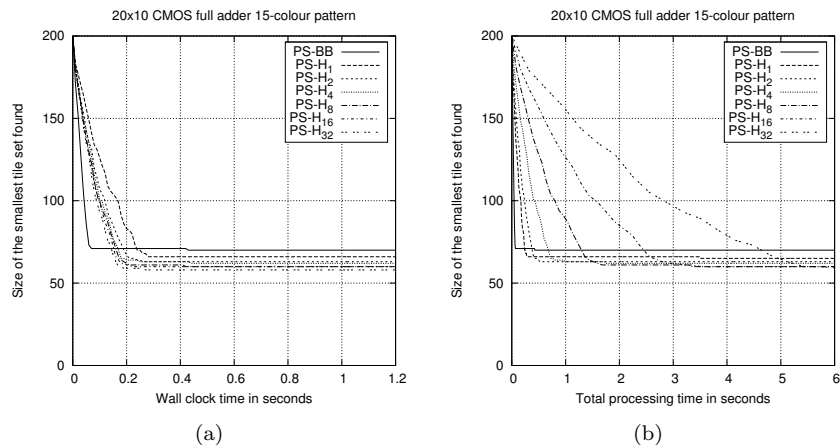 20x10 CMOS full adder 15-colour pattern
Size of the smallest tile set found
200
150
100
50
0
PS-BB
PS-H1
PS-H2
PS-H4
PS-H8
PS-H16
PS-H32
0 0.2 0.4 0.6 0.8 1 1.2
Wall clock time in seconds
(a)
20x10 CMOS full adder 15-colour pattern
Size of the smallest tile set found
200
150
100
50
0
PS-BB
PS-H1
PS-H2
PS-H4
PS-H8
PS-H16
PS-H32
0 1 2 3 4 5 6
Total processing time in seconds
(b)